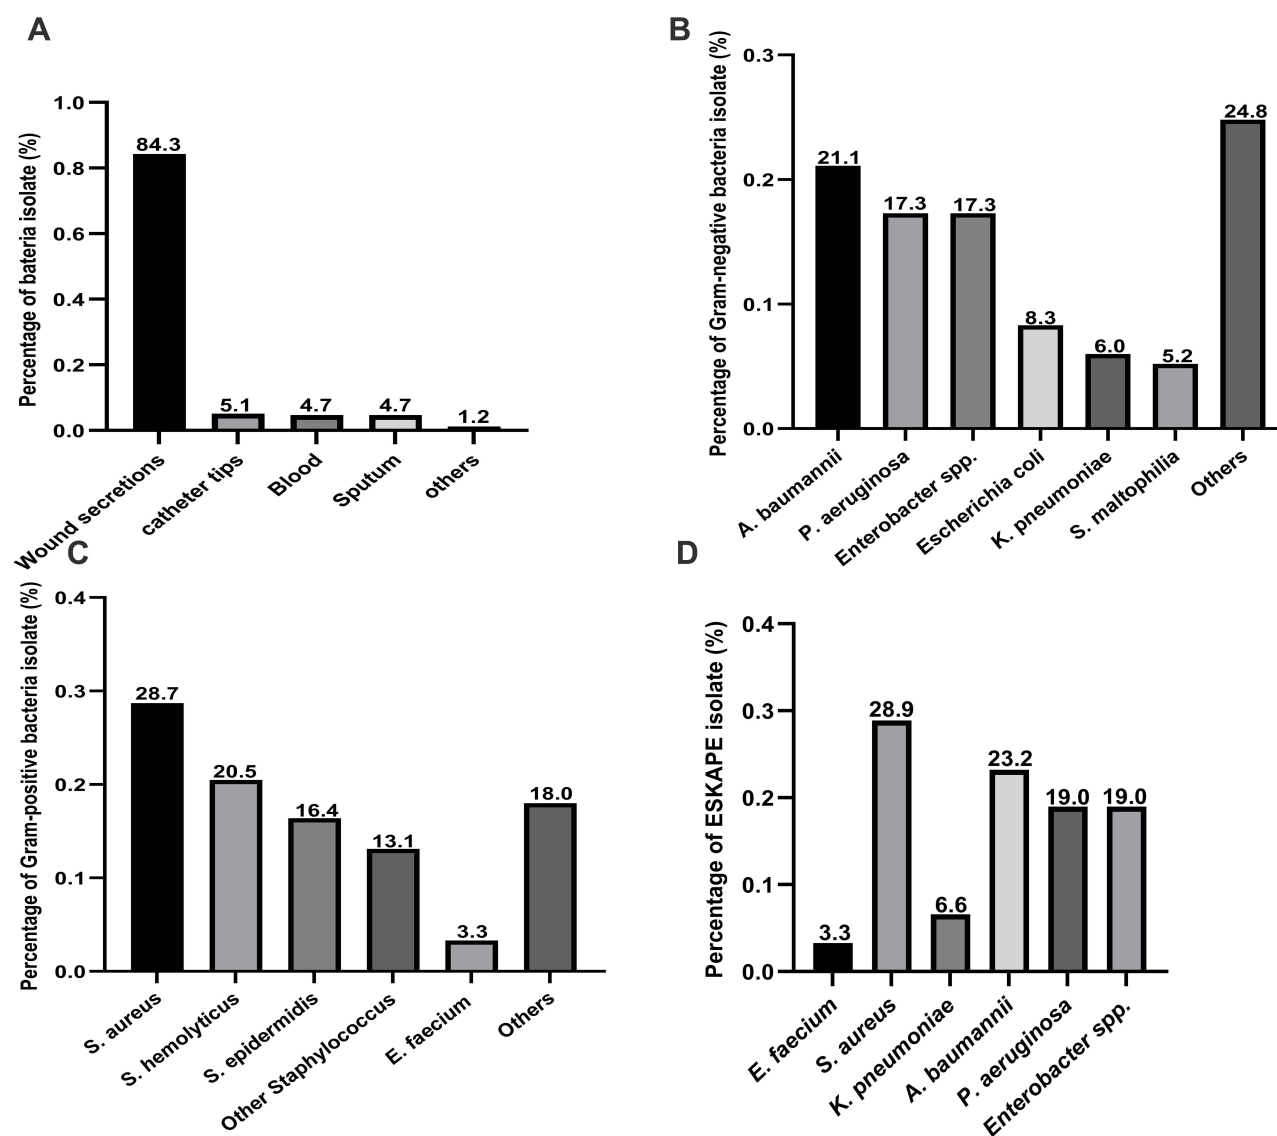 A
Percentage of bateria isolate (%)
1.0
0.8
0.6
0.4
0.2
0.0
84.3
5.1
4.7
4.7
1.2
Wound secretions
catheter tips
Blood
Sputum
others
B
Percentage of Gram-negative bacteria isolate (%)
0.3
0.2
0.1
0.0
21.1
17.3
17.3
8.3
6.0
5.2
24.8
A. baumannii
P. aeruginosa
Enterobacter spp.
Escherichia coli
K. pneumoniae
S. maltophilia
Others
C
Percentage of Gram-positive bacteria isolate (%)
0.4
0.3
0.2
0.1
0.0
28.7
20.5
16.4
13.1
3.3
18.0
S. aureus
S. hemolyticus
S. epidermidis
Other Staphylococcus
E. faecium
Others
D
Percentage of ESKAPE isolate (%)
0.4
0.3
0.2
0.1
0.0
3.3
28.9
6.6
23.2
19.0
19.0
E. faecium
S. aureus
K. pneumoniae
A. baumannii
P. aeruginosa
Enterobacter spp.